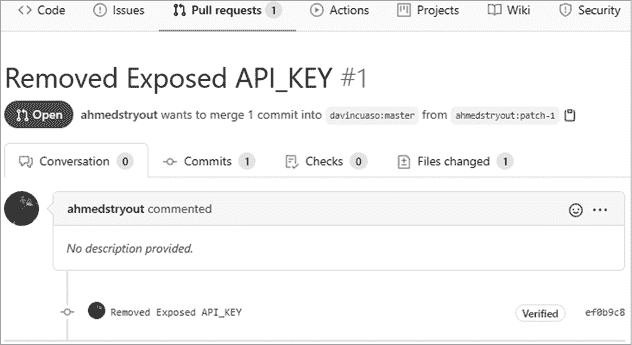 Code Issues Pull requests 1 Actions Projects Wiki Security
Removed Exposed API_KEY #1
Open ahmedstryout wants to merge 1 commit into davincuaso:master from ahmedstryout:patch-1
Conversation 0 Commits 1 Checks 0 Files changed 1
ahmedstryout commented
No description provided.
Removed Exposed API_KEY Verified ef0b9c8